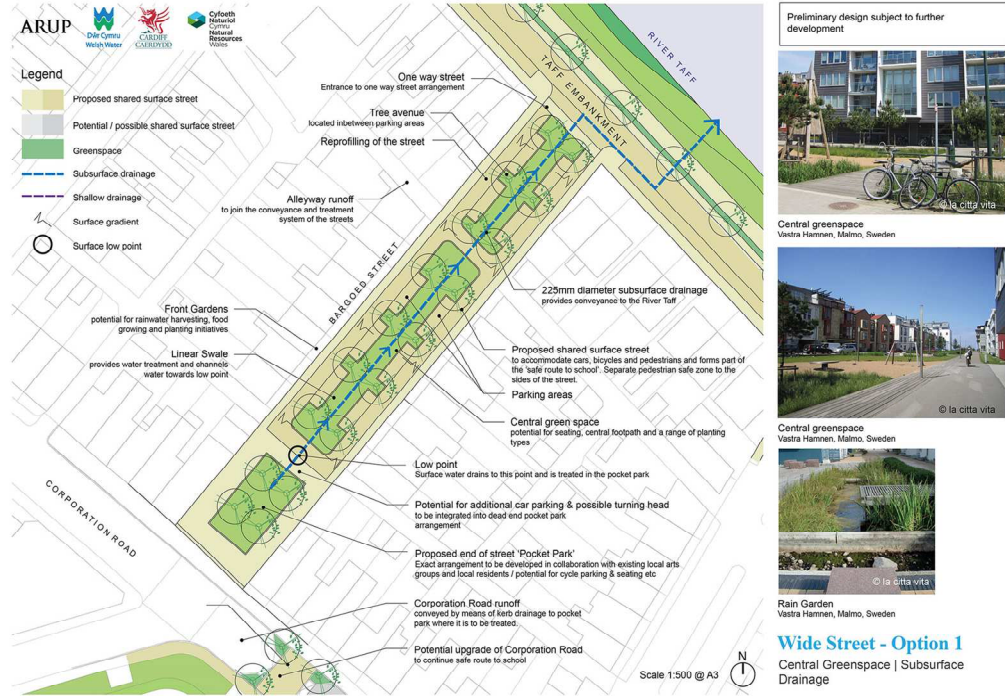 ARUP
Dŵr Cymru
Welsh Water
CARDIFF
CAERDYDD
Cyfoeth
Naturiol
Cymru
Natural
Resources
Wales
Legend
Proposed shared surface street
Potential / possible shared surface street
Greenspace
Subsurface drainage
Shallow drainage
Surface gradient
Surface low point
One way street
Entrance to one way street arrangement
Tree avenue
located inbetween parking areas
Reprofilling of the street
Alleyway runoff
to join the conveyance and treatment
system of the streets
Front Gardens
potential for rainwater harvesting, food
growing and planting initiatives
Linear Swale
provides water treatment and channels
water towards low point
BARGOED STREET
TAFF EMBANKMENT
RIVER TAFF
CORPORATION ROAD
225mm diameter subsurface drainage
provides conveyance to the River Taff
Proposed shared surface street
to accommodate cars, bicycles and pedestrians and forms part of
the 'safe route to school'. Separate pedestrian safe zone to the
sides of the street.
Parking areas
Central green space
potential for seating, central footpath and a range of planting
types
Low point
Surface water drains to this point and is treated in the pocket park
Potential for additional car parking & possible turning head
to be integrated into dead end pocket park
arrangement
Proposed end of street 'Pocket Park'
Exact arrangement to be developed in collaboration with existing local arts
groups and local residents / potential for cycle parking & seating etc
Corporation Road runoff
conveyed by means of kerb drainage to pocket
park where it is to be treated.
Potential upgrade of Corporation Road
to continue safe route to school
Scale 1:500 @ A3
N
Preliminary design subject to further
development
© la citta vita
Central greenspace
Vastra Hamnen, Malmo, Sweden
© la citta vita
Central greenspace
Vastra Hamnen, Malmo, Sweden
© la citta vita
Rain Garden
Vastra Hamnen, Malmo, Sweden
Wide Street - Option 1
Central Greenspace | Subsurface
Drainage